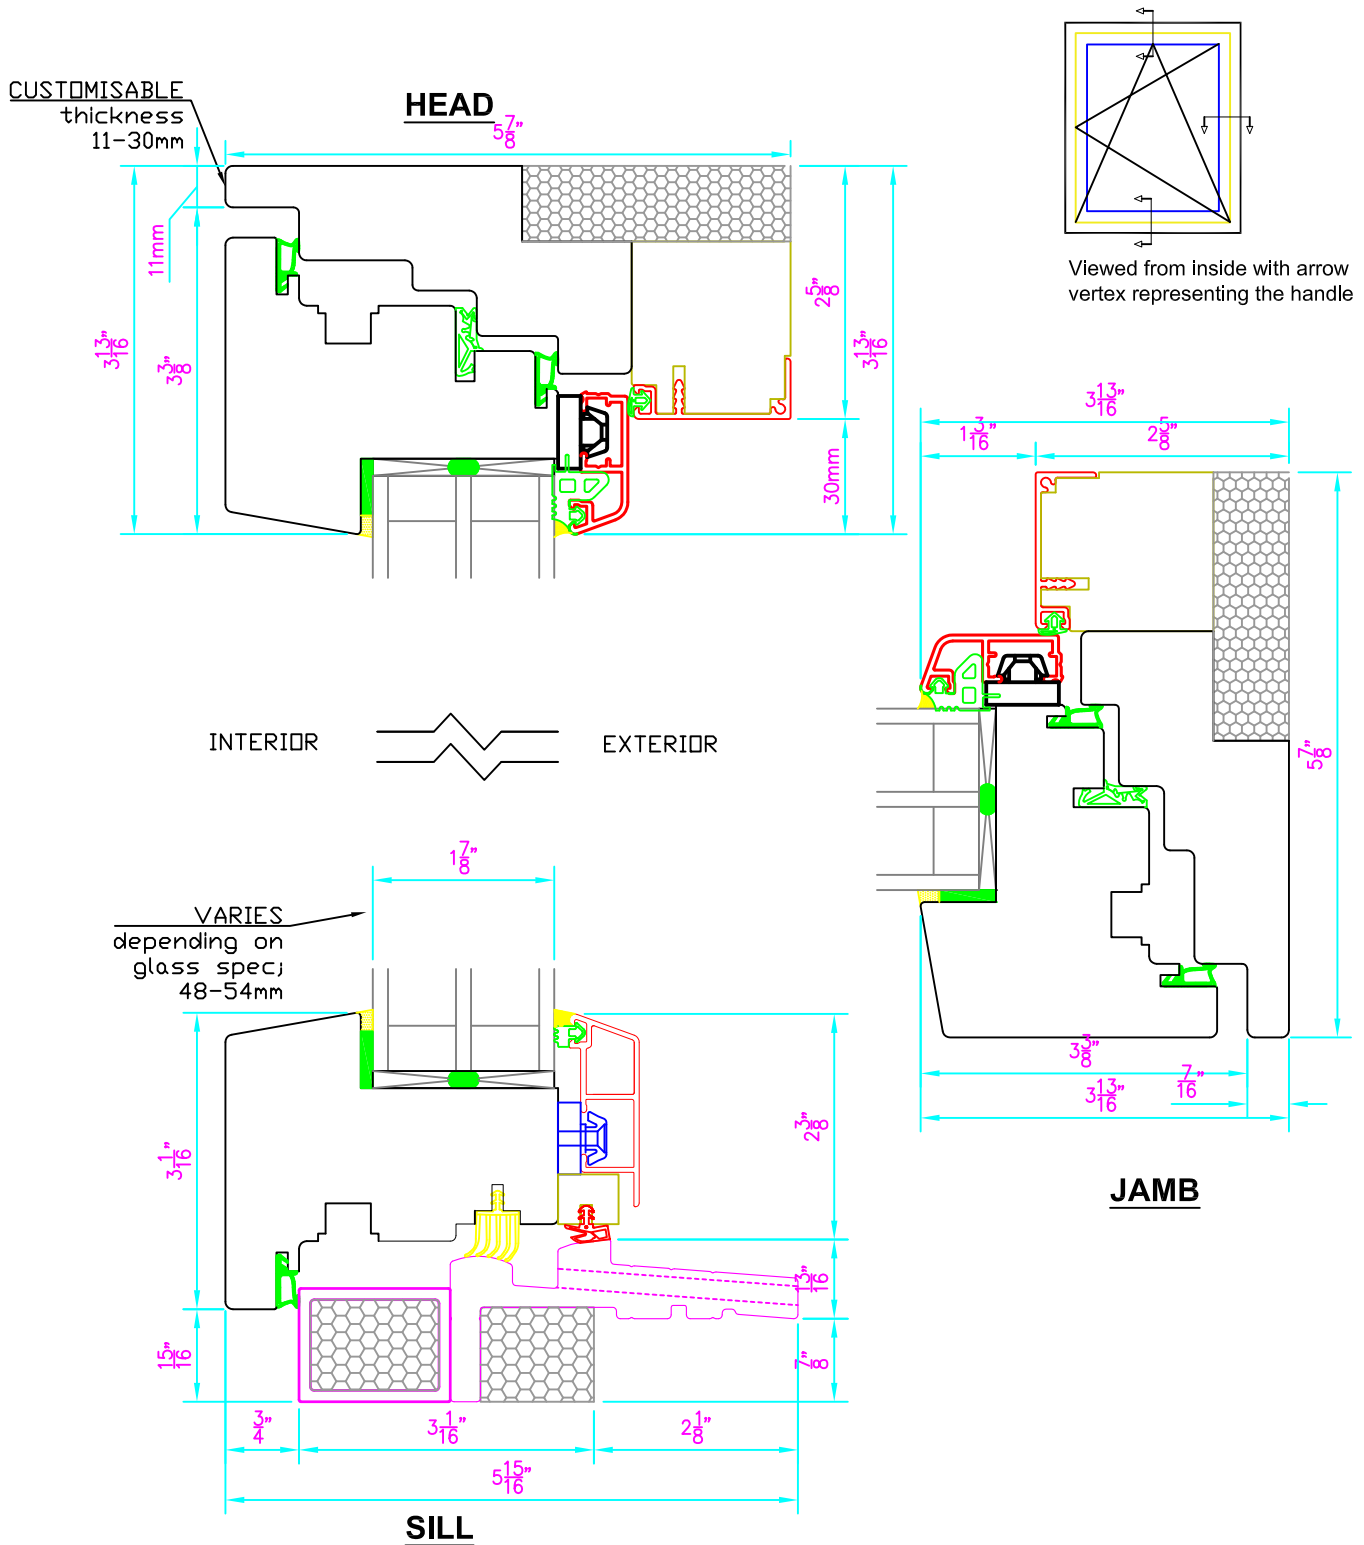 CUSTOMISABLE
thickness
11-30mm
HEAD
5 7/8"
11mm
3 13/16"
3 3/8"
2 5/8"
3 13/16"
30mm
Viewed from inside with arrow
vertex representing the handle
3 13/16"
1 3/16"
2 5/8"
5 7/8"
INTERIOR
EXTERIOR
1 7/8"
VARIES
depending on
glass spec;
48-54mm
3 3/8"
7/16"
3 13/16"
JAMB
3 1/16"
2 3/8"
13/16"
15/16"
7/8"
3/4"
3 1/16"
2 1/8"
5 15/16"
SILL